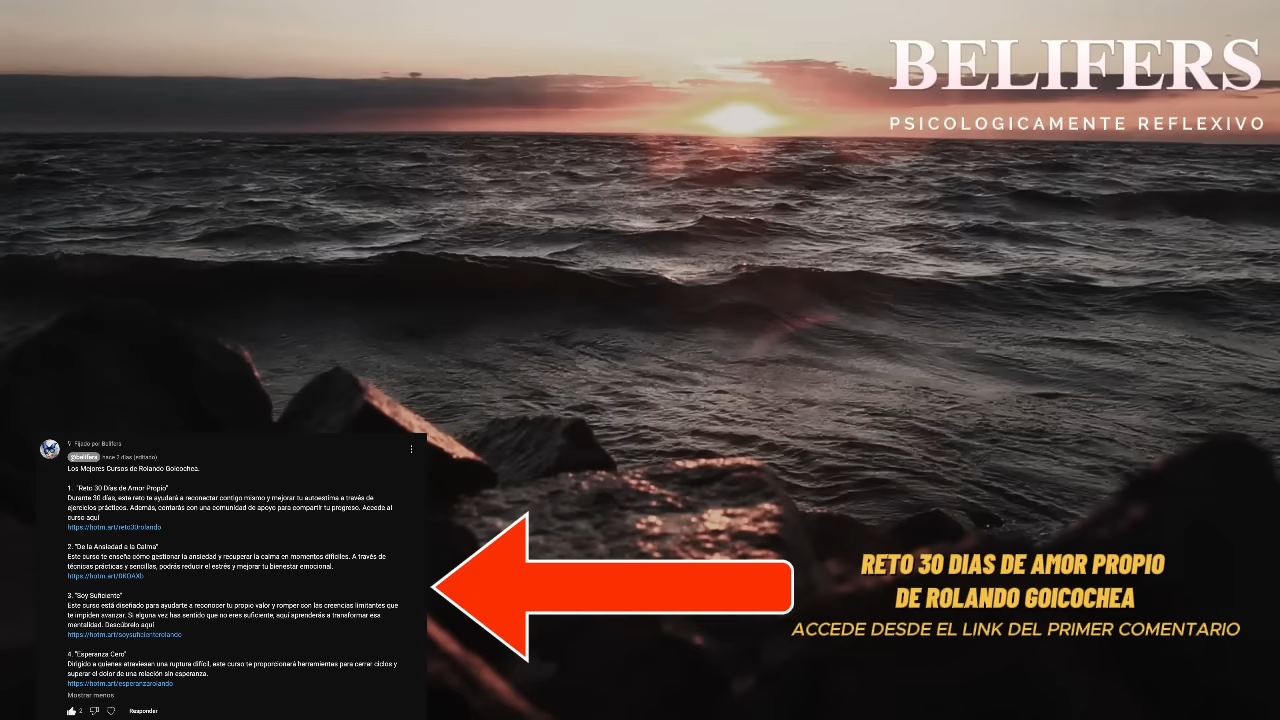 BELIFERS
PSICOLOGICAMENTE REFLEXIVO
Fijado por Belifers
@belifers hace 2 días (editado)
Los Mejores Cursos de Rolando Goicochea.
1. "Reto 30 Días de Amor Propio"
Durante 30 días, este reto te ayudará a reconectar contigo mismo y mejorar tu autoestima a través de
ejercicios prácticos. Además, contarás con una comunidad de apoyo para compartir tu progreso. Accede al
curso aquí
https://hotm.art/reto30rolando
2. "De la Ansiedad a la Calma"
Este curso te enseña cómo gestionar la ansiedad y recuperar la calma en momentos difíciles. A través de
técnicas prácticas y sencillas, podrás reducir el estrés y mejorar tu bienestar emocional.
https://hotm.art/0KOAXb
3. "Soy Suficiente"
Este curso está diseñado para ayudarte a reconocer tu propio valor y romper con las creencias limitantes que
te impiden avanzar. Si alguna vez has sentido que no eres suficiente, aquí aprenderás a transformar esa
mentalidad. Descúbrelo aquí
https://hotm.art/soysuficienterolando
4. "Esperanza Cero"
Dirigido a quienes atraviesan una ruptura difícil, este curso te proporcionará herramientas para cerrar ciclos y
superar el dolor de una relación sin esperanza.
https://hotm.art/esperanzarolando
Mostrar menos
2
Responder
RETO 30 DIAS DE AMOR PROPIO
DE ROLANDO GOICOCHEA
ACCEDE DESDE EL LINK DEL PRIMER COMENTARIO